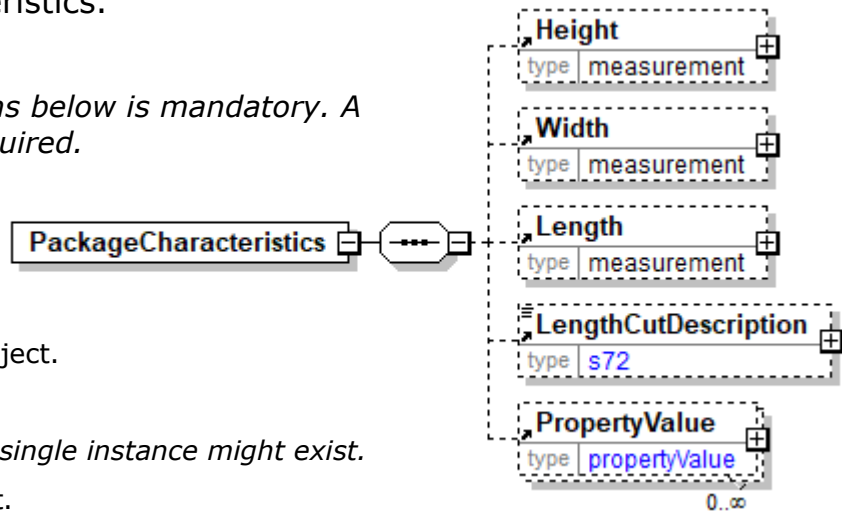 eristics.
ns below is mandatory. A
uired.
ject.
single instance might exist.
t.
PackageCharacteristics
Height
type measurement
Width
type measurement
Length
type measurement
LengthCutDescription
type s72
PropertyValue
type propertyValue
0..∞